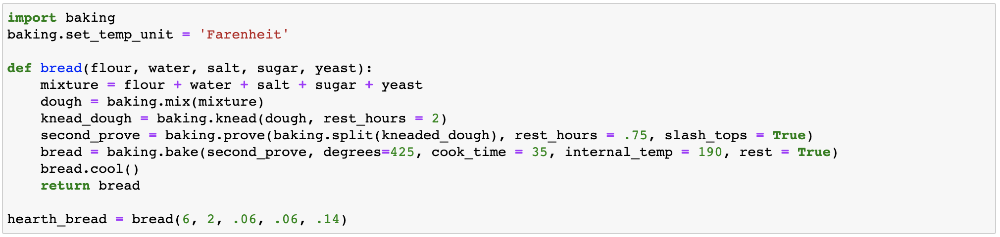 import baking
baking.set_temp_unit = 'Farenheit'

def bread(flour, water, salt, sugar, yeast):
    mixture = flour + water + salt + sugar + yeast
    dough = baking.mix(mixture)
    knead_dough = baking.knead(dough, rest_hours = 2)
    second_prove = baking.prove(baking.split(kneaded_dough), rest_hours = .75, slash_tops = True)
    bread = baking.bake(second_prove, degrees=425, cook_time = 35, internal_temp = 190, rest = True)
    bread.cool()
    return bread

hearth_bread = bread(6, 2, .06, .06, .14)